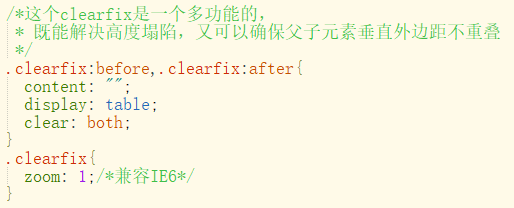 /*这个clearfix是一个多功能的,
 * 既能解决高度塌陷，又可以确保父子元素垂直外边距不重叠
 */
.clearfix:before,.clearfix:after{
  content: "";
  display: table;
  clear: both;
}
.clearfix{
  zoom: 1;/*兼容IE6*/
}